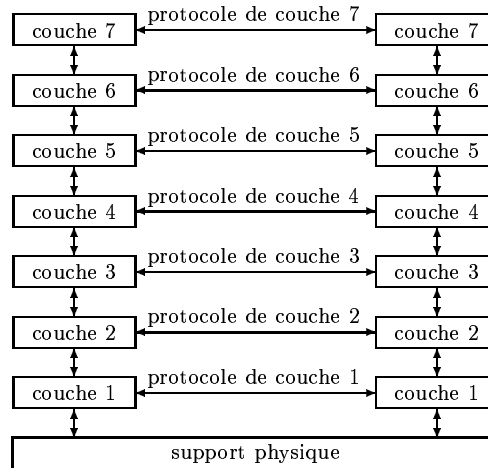 protocole de couche 7
couche 7 couche 7
protocole de couche 6
couche 6 couche 6
protocole de couche 5
couche 5 couche 5
protocole de couche 4
couche 4 couche 4
protocole de couche 3
couche 3 couche 3
protocole de couche 2
couche 2 couche 2
protocole de couche 1
couche 1 couche 1
support physique